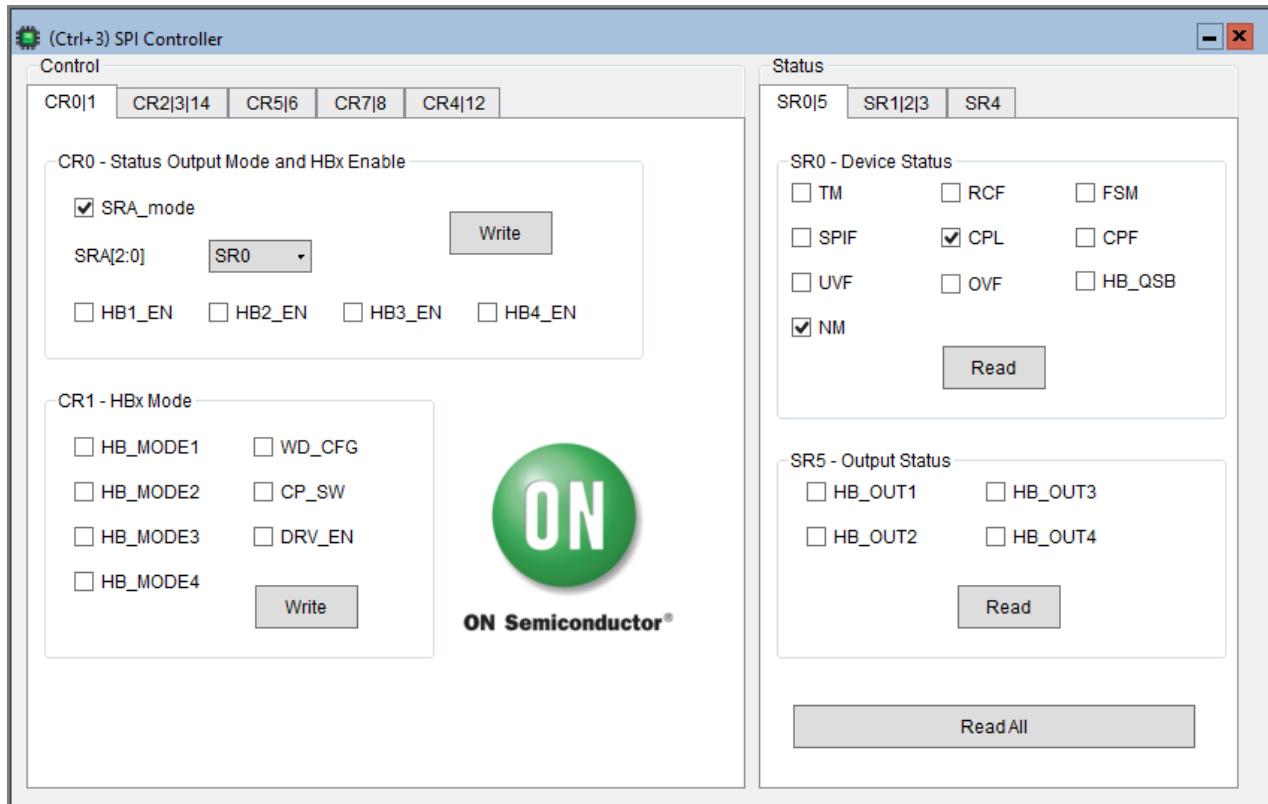 (Ctrl+3) SPI Controller
Control
CR0|1 CR2|3|14 CR5|6 CR7|8 CR4|12
CR0 - Status Output Mode and HBx Enable
SRA_mode
Write
SRA[2:0] SR0
HB1_EN HB2_EN HB3_EN HB4_EN
CR1 - HBx Mode
HB_MODE1 WD_CFG
HB_MODE2 CP_SW
HB_MODE3 DRV_EN
HB_MODE4
Write
ON
ON Semiconductor®
Status
SR0|5 SR1|2|3 SR4
SR0 - Device Status
TM RCF FSM
SPIF CPL CPF
UVF OVF HB_QSB
NM
Read
SR5 - Output Status
HB_OUT1 HB_OUT3
HB_OUT2 HB_OUT4
Read
Read All